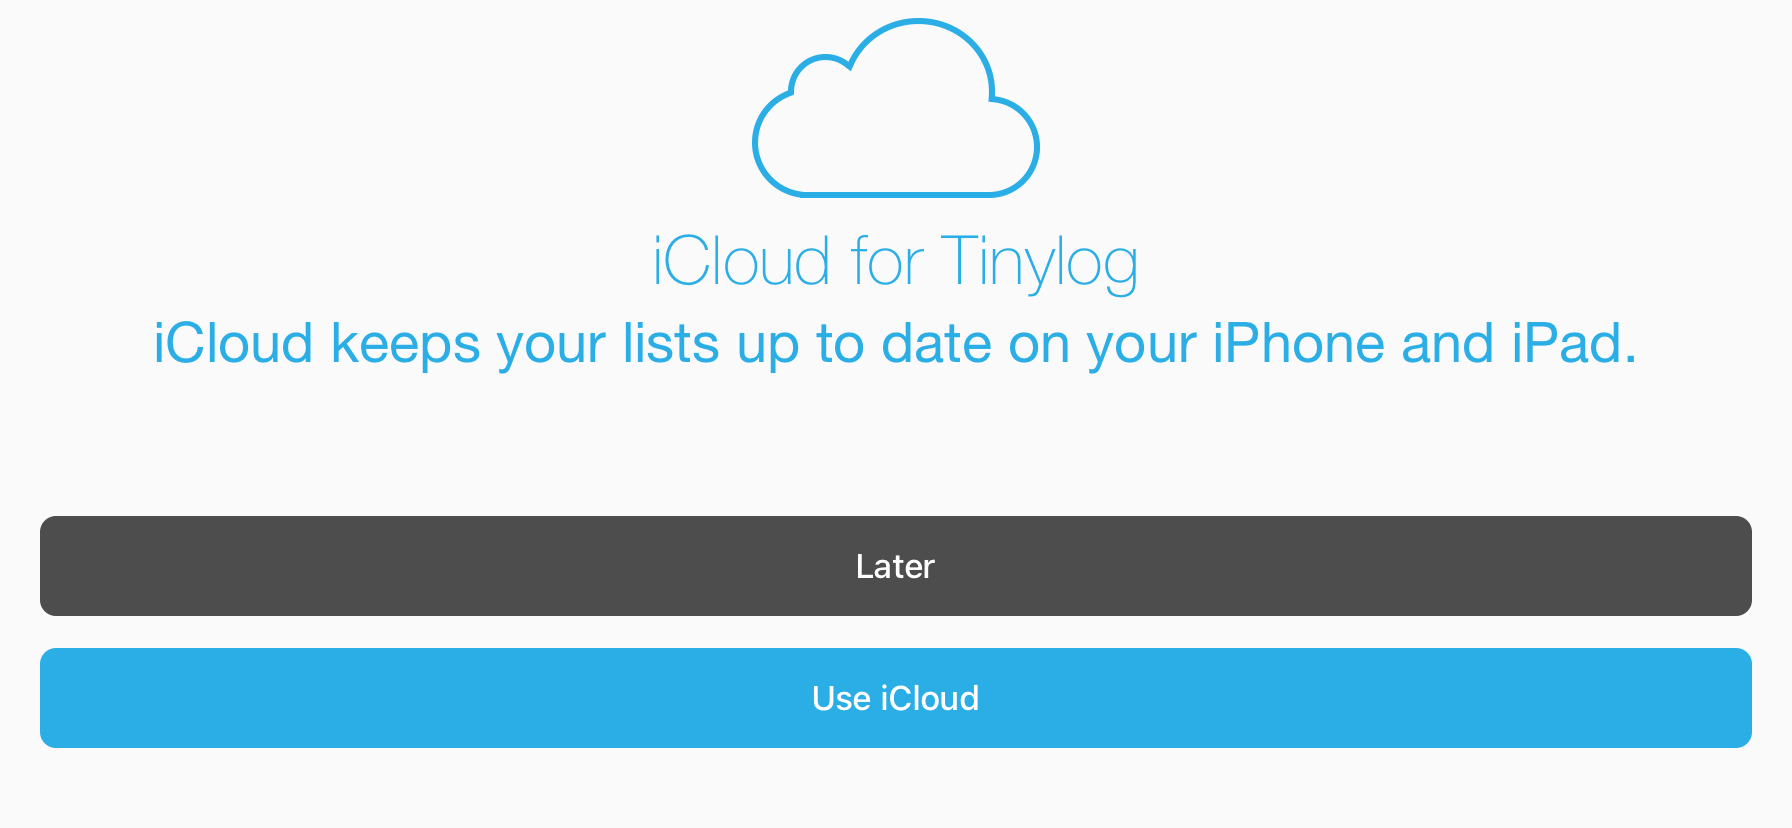 iCloud for Tinylog
iCloud keeps your lists up to date on your iPhone and iPad.
Later
Use iCloud